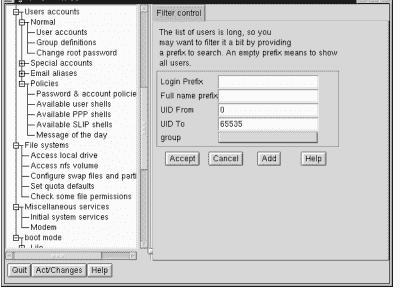 Users accounts
Normal
User accounts
Group definitions
Change root password
Special accounts
Email aliases
Policies
Password & account policie
Available user shells
Available PPP shells
Available SLIP shells
Message of the day
File systems
Access local drive
Access nfs volume
Configure swap files and parti
Set quota defaults
Check some file permissions
Miscellaneous services
Initial system services
Modem
boot mode
Quit Act/Changes Help
Filter control
The list of users is long, so you
may want to filter it a bit by providing
a prefix to search. An empty prefix means to show
all users.
Login Prefix
Full name prefix
UID From 0
UID To 65535
group
Accept Cancel Add Help